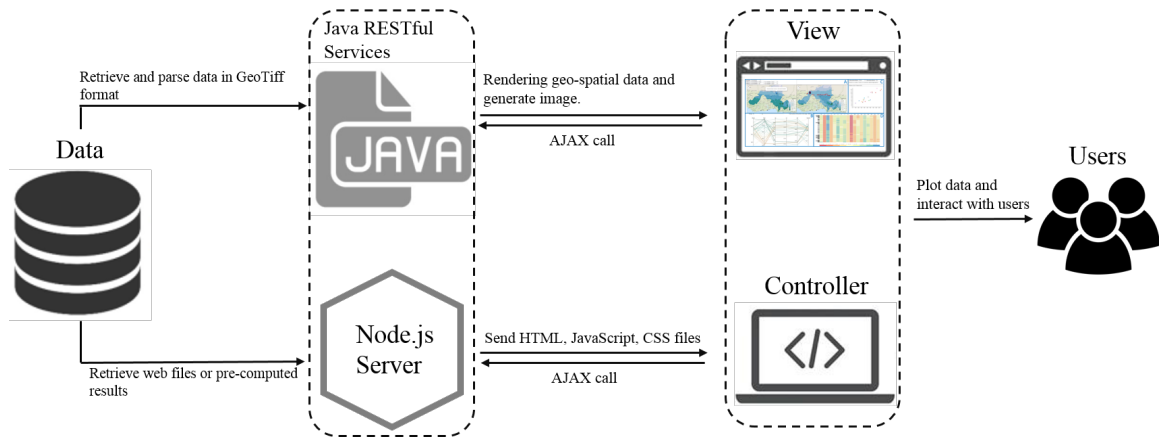 Java RESTful
Services
View
Retrieve and parse data in GeoTiff
format
Rendering geo-spatial data and
generate image.
AJAX call
JAVA
Data
Users
Plot data and
interact with users
Controller
Node.js
Server
Send HTML, JavaScript, CSS files
AJAX call
</>
Retrieve web files or pre-computed
results